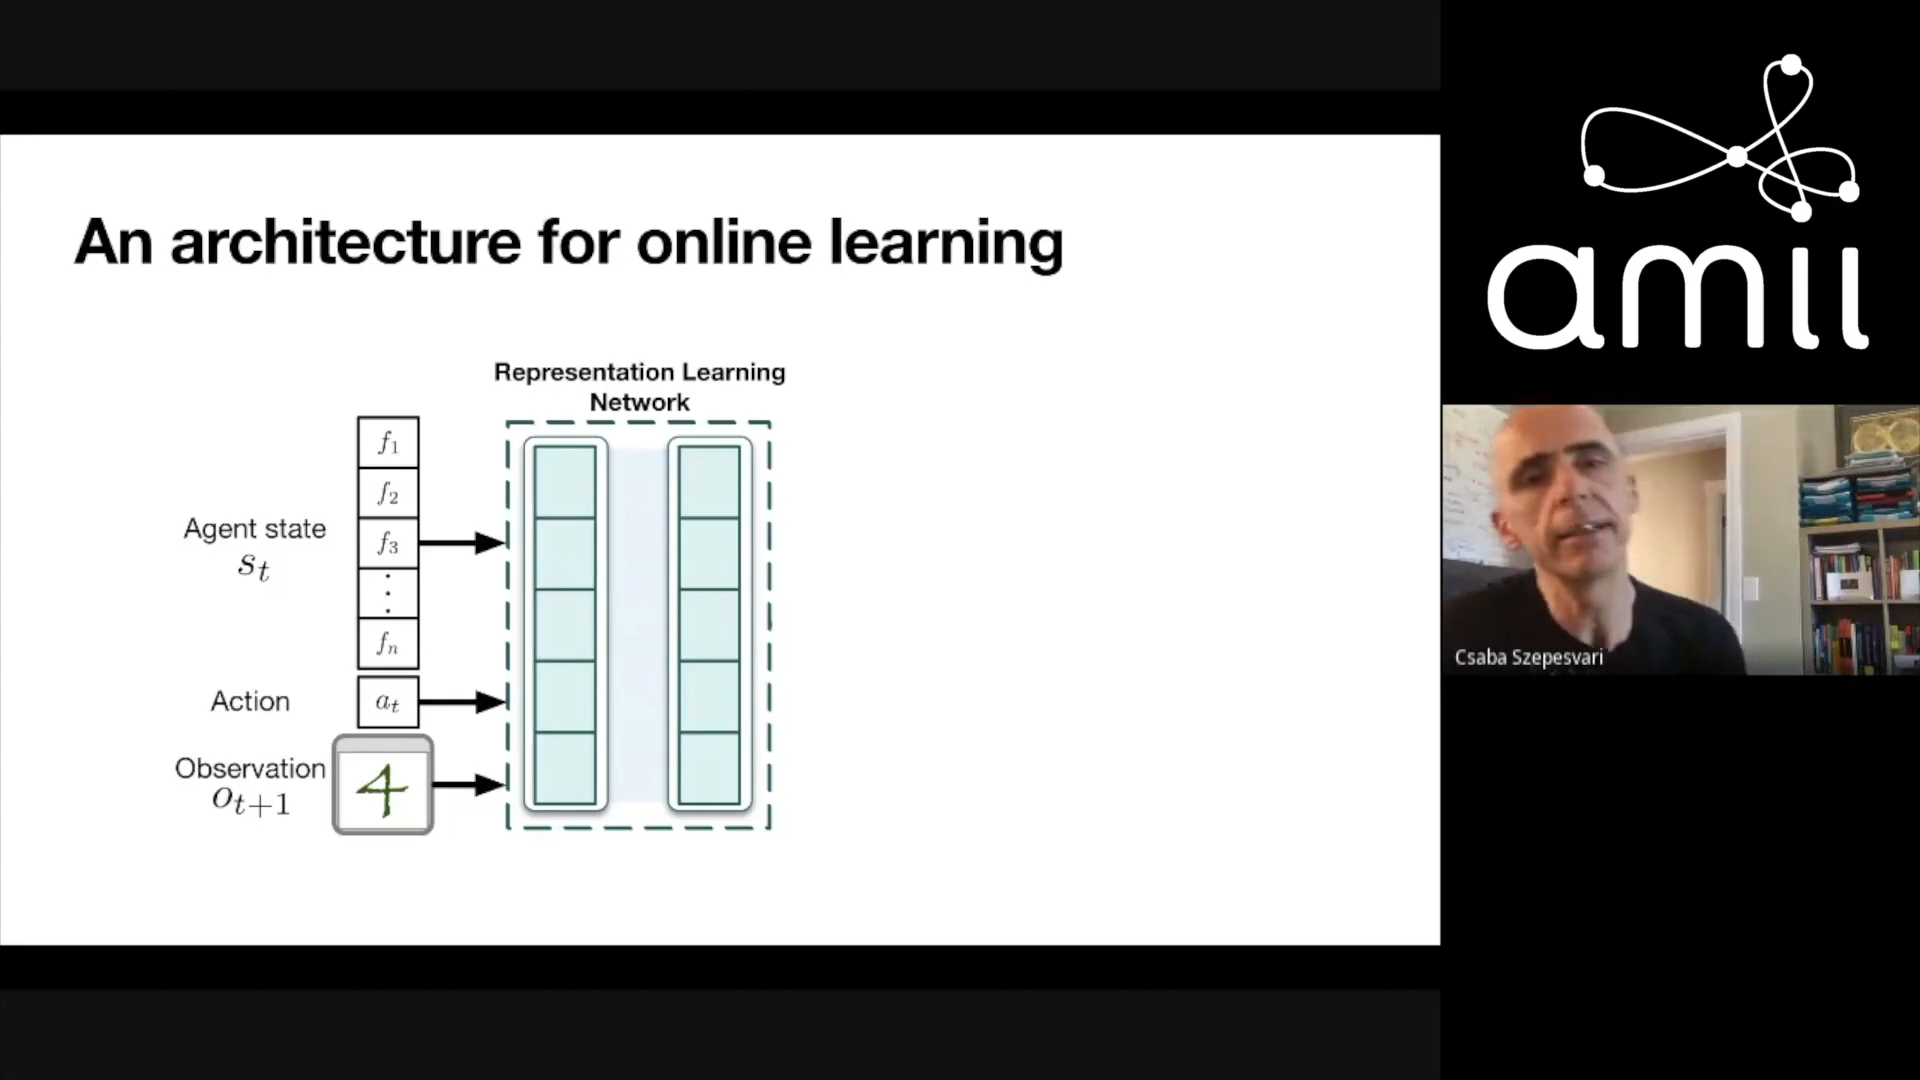 An architecture for online learning
Representation Learning
Network
f₁
f₂
Agent state
sₜ
f₃
⋮
fₙ
Action
aₜ
Observation
oₜ₊₁
4
amii
Csaba Szepesvari